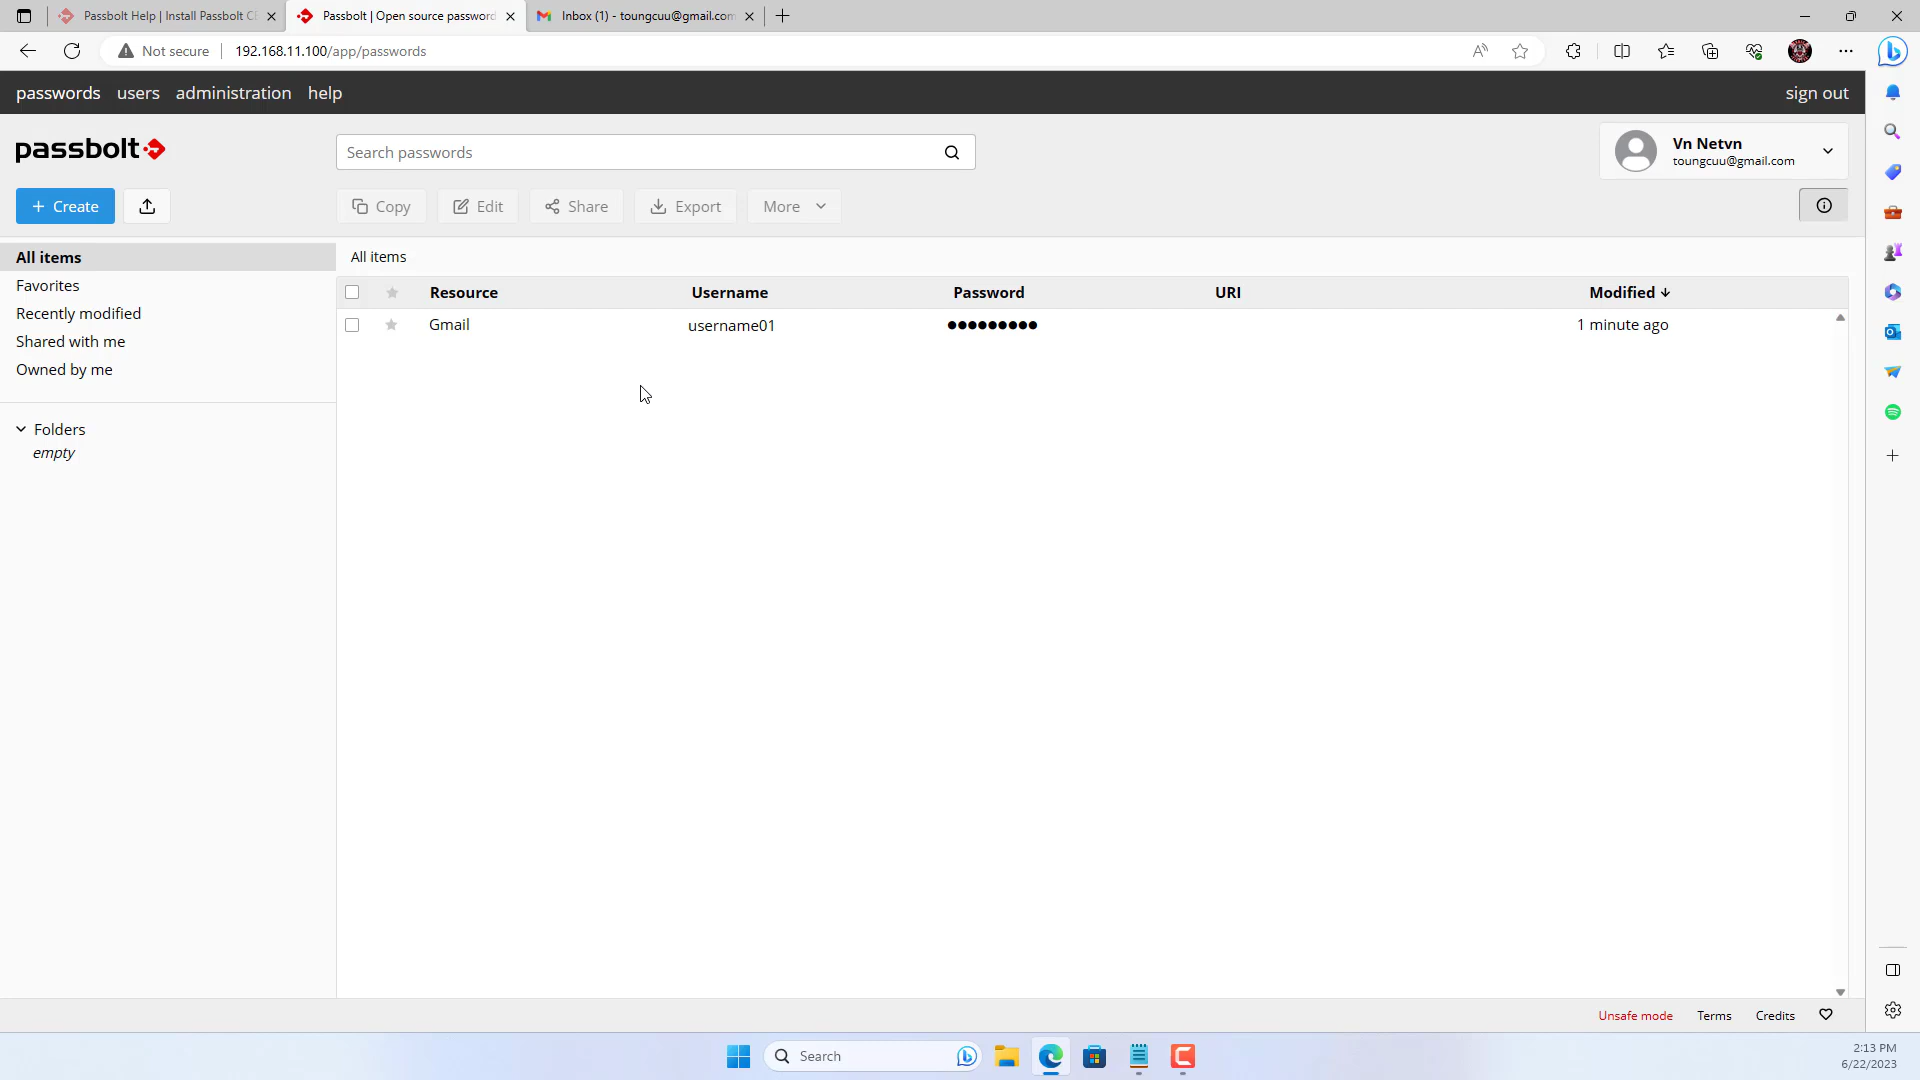 Passbolt Help | Install Passbolt CE
Passbolt | Open source password
Inbox (1) - toungcuu@gmail.com
Not secure
192.168.11.100/app/passwords
passwords
users
administration
help
sign out
passbolt
Search passwords
Vn Netvn
toungcuu@gmail.com
Create
Copy
Edit
Share
Export
More
All items
Favorites
Recently modified
Shared with me
Owned by me
Folders
empty
All items
Resource
Username
Password
URI
Modified
Gmail
username01
●●●●●●●●●
1 minute ago
Unsafe mode
Terms
Credits
Search
2:13 PM
6/22/2023